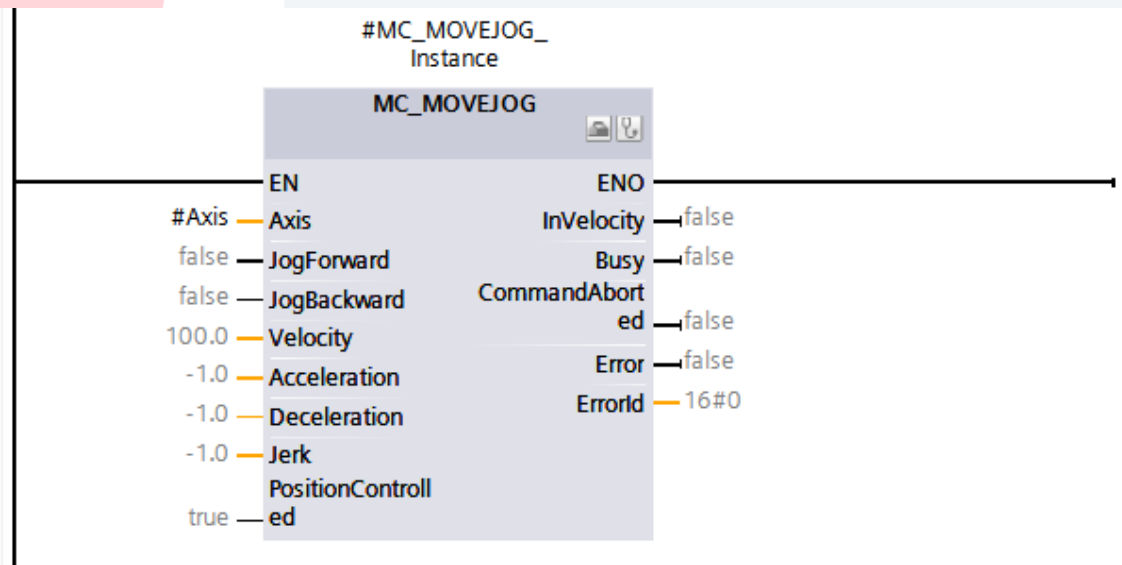 #MC_MOVEJOG_
Instance
MC_MOVEJOG
EN ENO
#Axis Axis InVelocity false
false JogForward Busy false
false JogBackward CommandAbort
ed false
100.0 Velocity
-1.0 Acceleration Error false
-1.0 Deceleration ErrorId 16#0
-1.0 Jerk
PositionControll
true ed